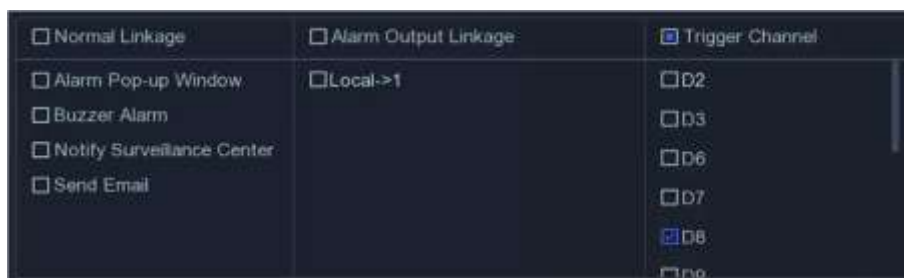 Normal Linkage
Alarm Output Linkage
Trigger Channel
Alarm Pop-up Window
Buzzer Alarm
Notify Surveillance Center
Send Email
Local->1
D2
D3
D6
D7
D8
D9